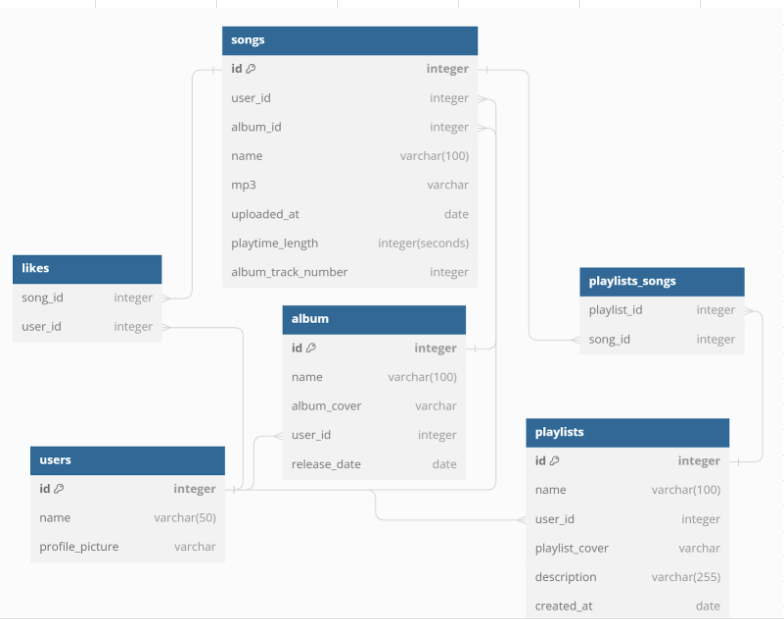 songs
id integer
user_id integer
album_id integer
name varchar(100)
mp3 varchar
uploaded_at date
playtime_length integer(seconds)
album_track_number integer
likes
song_id integer
user_id integer
album
id integer
name varchar(100)
album_cover varchar
user_id integer
release_date date
playlists_songs
playlist_id integer
song_id integer
users
id integer
name varchar(50)
profile_picture varchar
playlists
id integer
name varchar(100)
user_id integer
playlist_cover varchar
description varchar(255)
created_at date